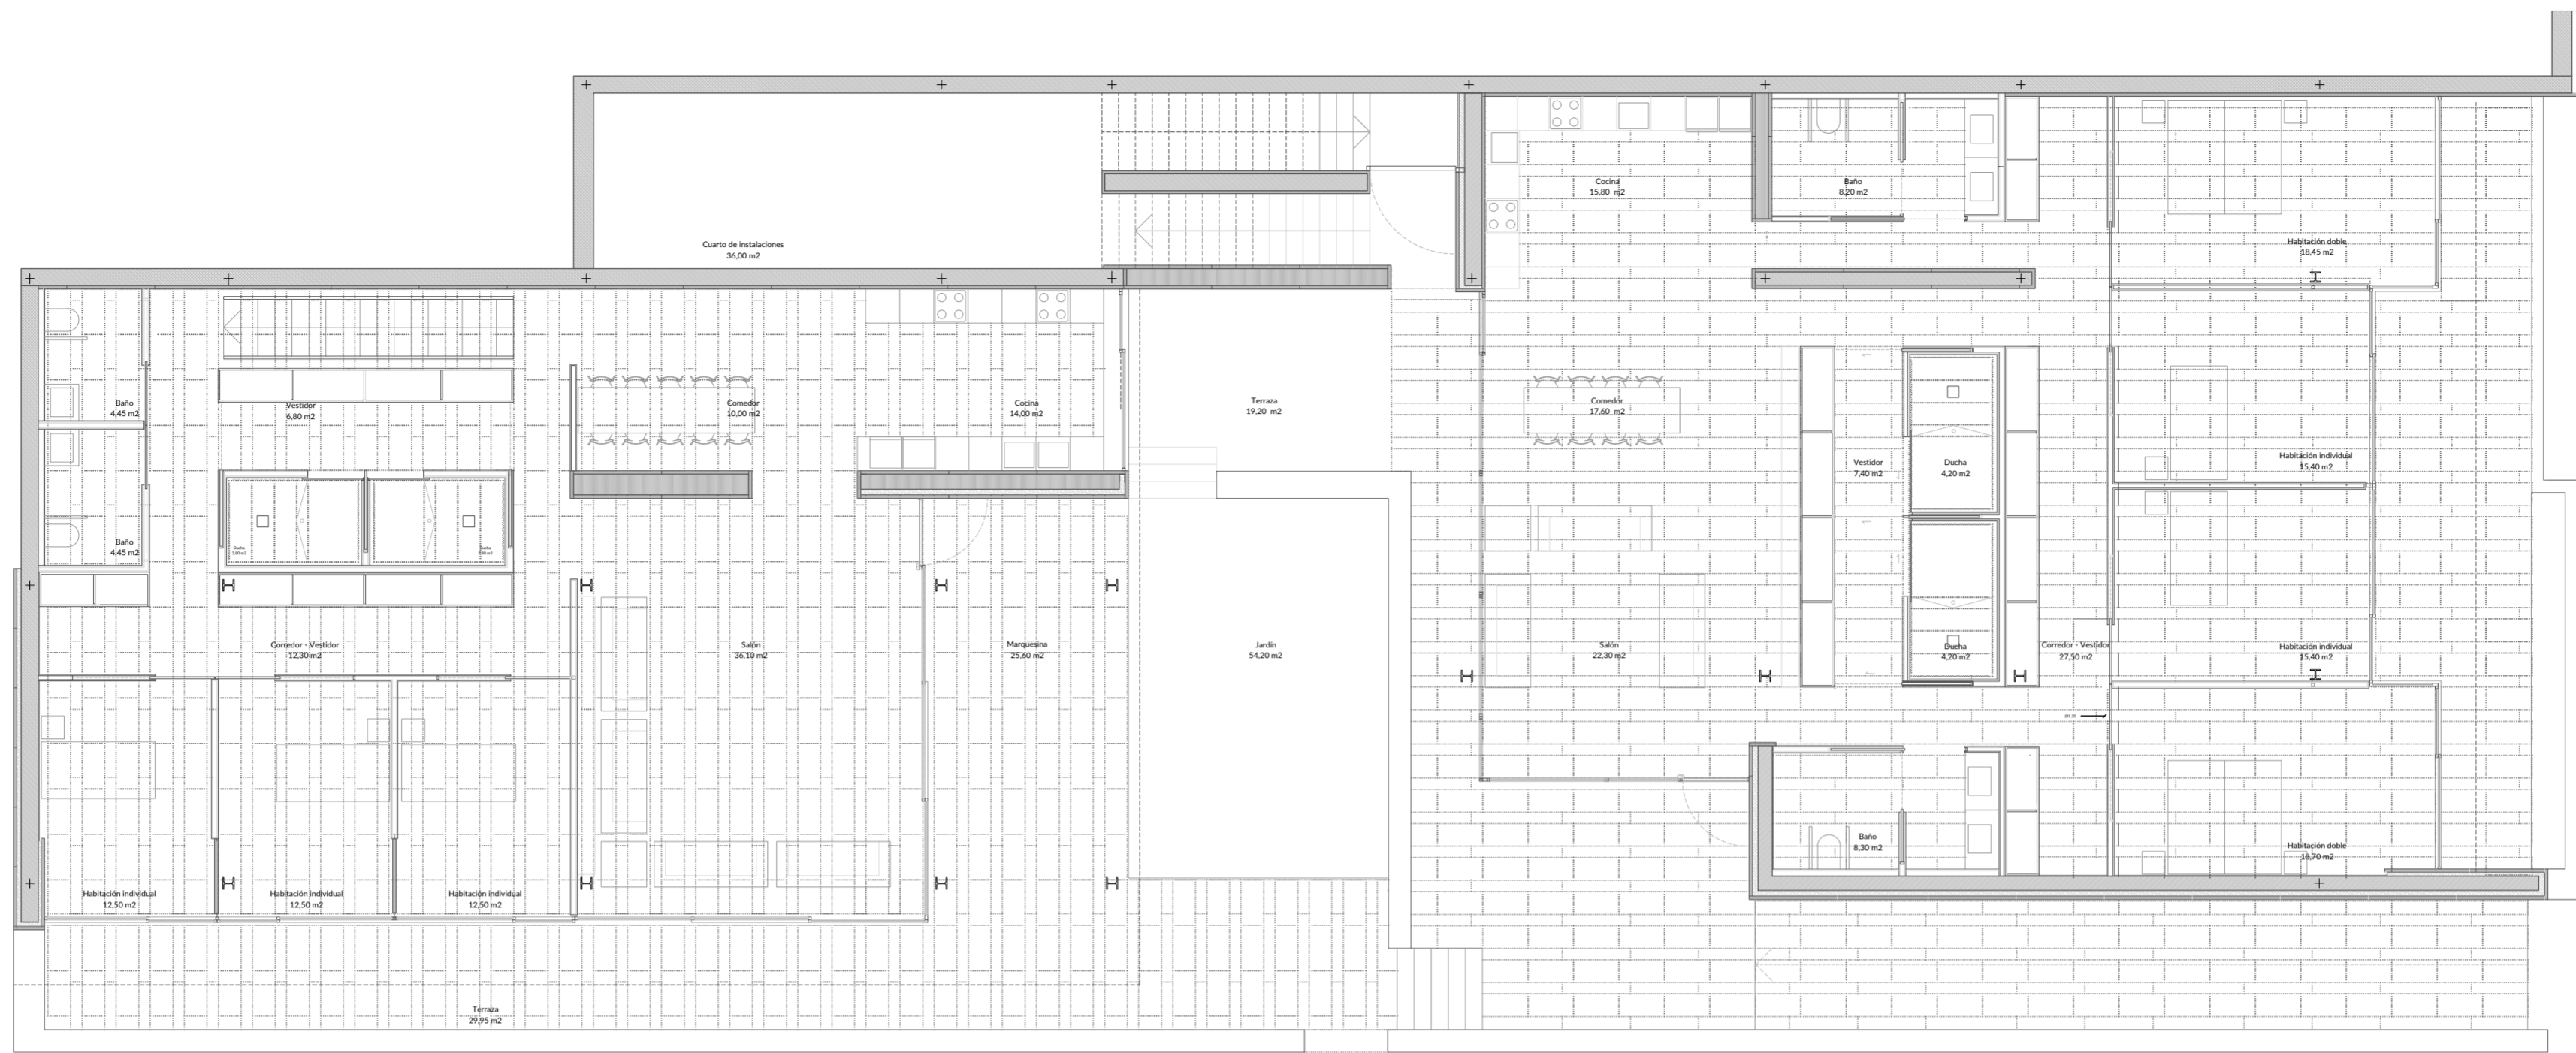 Cuarto de instalaciones
36,00 m2
Cocina
15,80 m2
Baño
8,20 m2
Habitación doble
18,45 m2
Baño
4,45 m2
Vestidor
6,80 m2
Comedor
10,00 m2
Cocina
14,00 m2
Terraza
19,20 m2
Comedor
17,60 m2
Vestidor
7,40 m2
Ducha
4,20 m2
Habitación individual
15,40 m2
Baño
4,45 m2
Ducha
Ducha
Corredor - Vestidor
12,30 m2
Salón
36,10 m2
Marquesina
25,60 m2
Jardín
54,20 m2
Salón
22,30 m2
Ducha
4,20 m2
Corredor - Vestidor
27,50 m2
Habitación individual
15,40 m2
Baño
8,30 m2
Habitación doble
18,70 m2
Habitación individual
12,50 m2
Habitación individual
12,50 m2
Habitación individual
12,50 m2
Terraza
29,95 m2